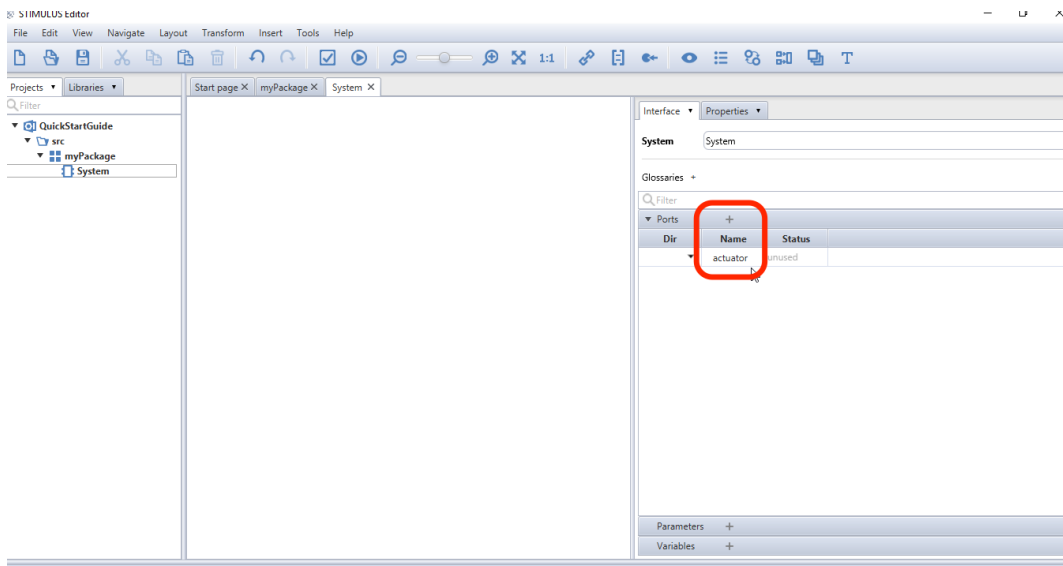 STIMULUS Editor
File Edit View Navigate Layout Transform Insert Tools Help
1:1
T
Projects Libraries
Start page myPackage System
Filter
QuickStartGuide
src
myPackage
System
Interface Properties
System System
Glossaries +
Filter
Ports +
Dir Name Status
actuator unused
Parameters +
Variables +